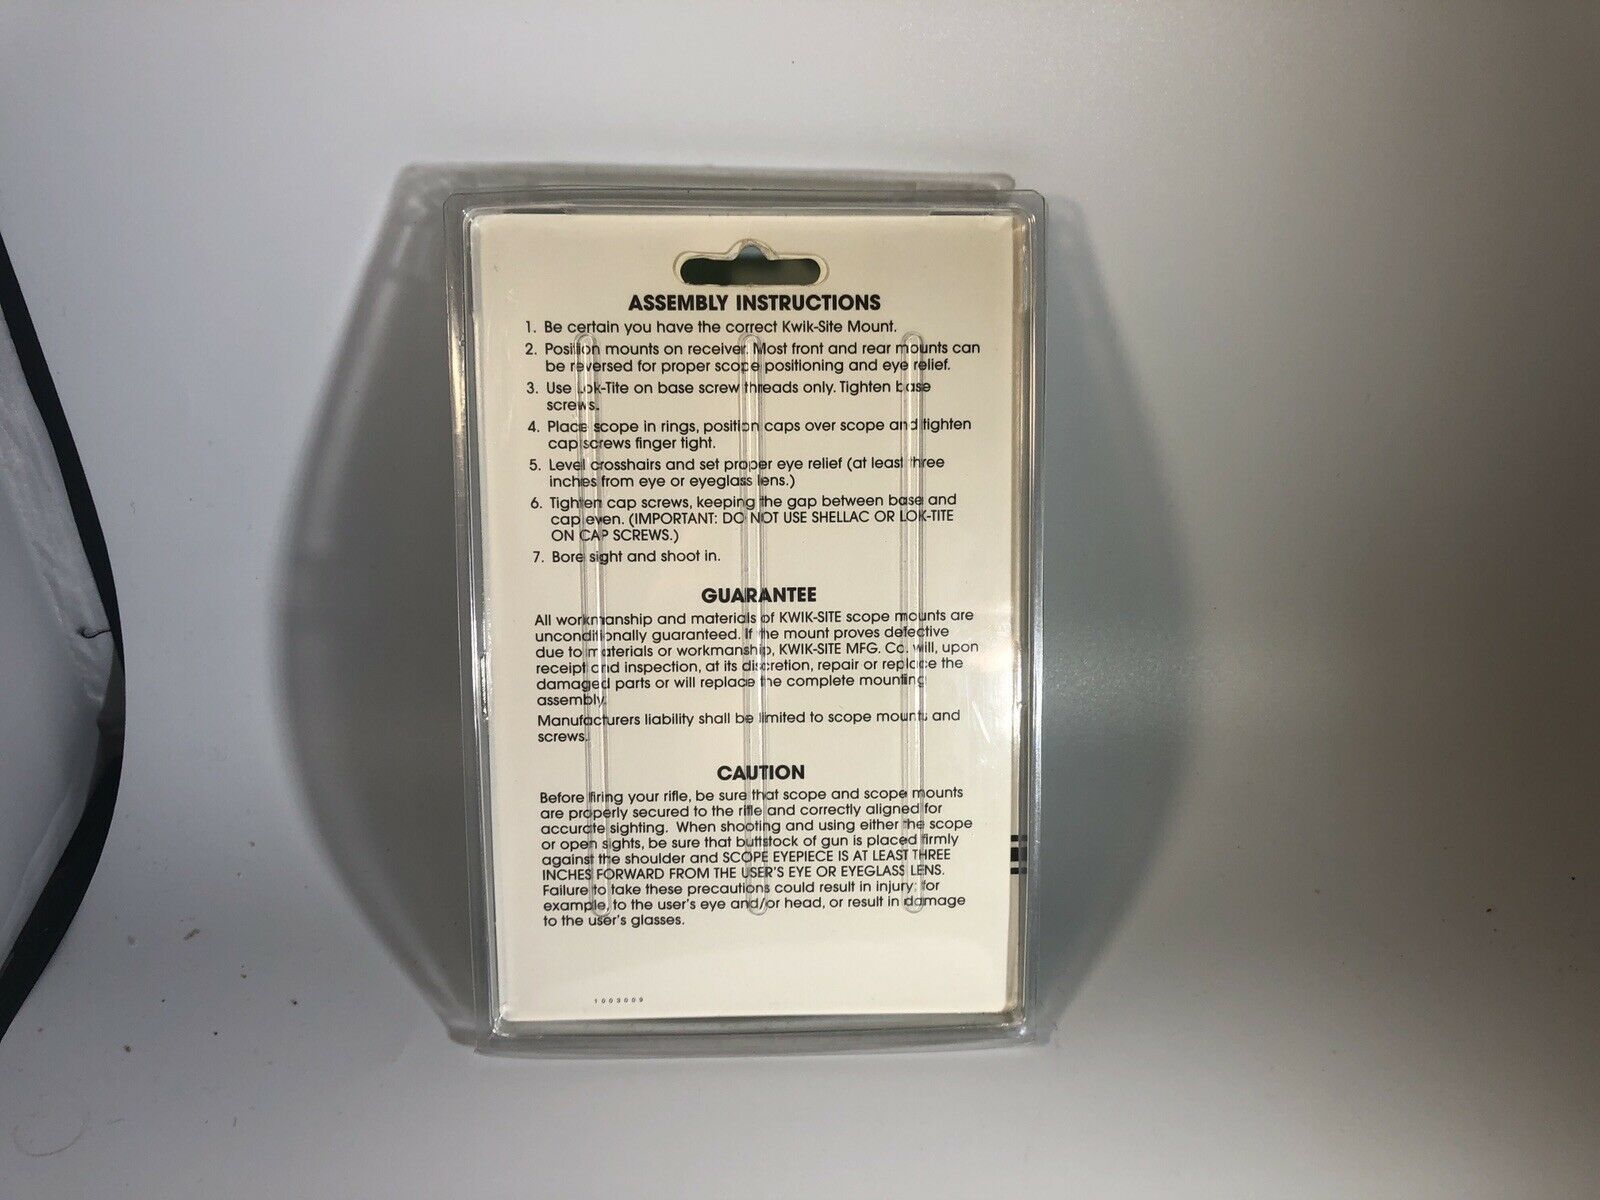 ASSEMBLY INSTRUCTIONS
1. Be certain you have the correct Kwik-Site Mount.
2. Position mounts on receiver. Most front and rear mounts can
be reversed for proper scope positioning and eye relief.
3. Use Lok-Tite on base screw threads only. Tighten base
screws.
4. Place scope in rings, position caps over scope and tighten
cap screws finger tight.
5. Level crosshairs and set proper eye relief (at least three
inches from eye or eyeglass lens.)
6. Tighten cap screws, keeping the gap between base and
cap even. (IMPORTANT: DO NOT USE SHELLAC OR LOK-TITE
ON CAP SCREWS.)
7. Bore sight and shoot in.
GUARANTEE
All workmanship and materials of KWIK-SITE scope mounts are
unconditionally guaranteed. If the mount proves defective
due to materials or workmanship, KWIK-SITE MFG. Co. will, upon
receipt and inspection, at its discretion, repair or replace the
damaged parts or will replace the complete mounting
assembly.
Manufacturers liability shall be limited to scope mounts and
screws.
CAUTION
Before firing your rifle, be sure that scope and scope mounts
are properly secured to the rifle and correctly aligned for
accurate sighting. When shooting and using either the scope
or open sights, be sure that buttstock of gun is placed firmly
against the shoulder and SCOPE EYEPIECE IS AT LEAST THREE
INCHES FORWARD FROM THE USER'S EYE OR EYEGLASS LENS.
Failure to take these precautions could result in injury; for
example, to the user's eye and/or head, or result in damage
to the user's glasses.
1003009